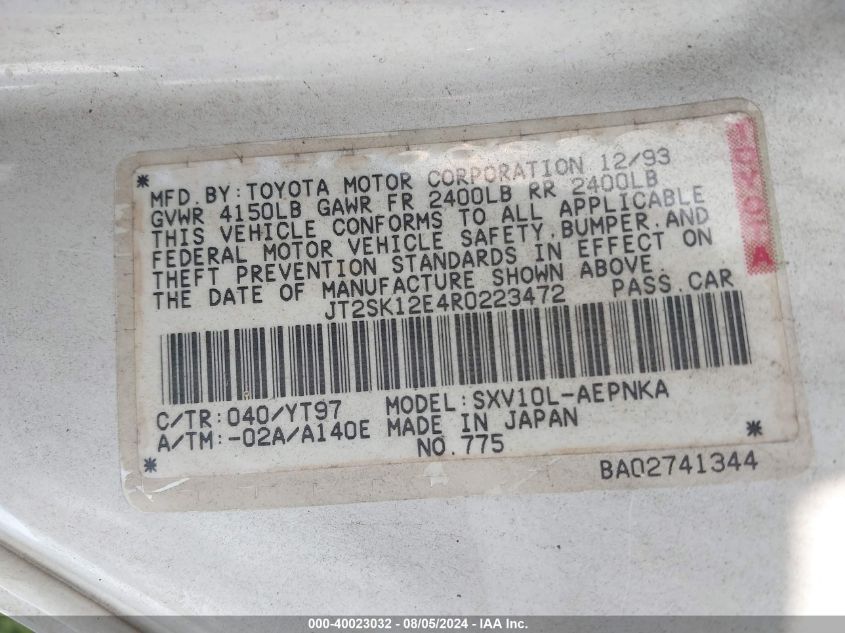 MFD.BY:TOYOTA MOTOR CORPORATION 12/93
GVWR 4150LB GAWR FR 2400LB RR 2400LB
THIS VEHICLE CONFORMS TO ALL APPLICABLE
FEDERAL MOTOR VEHICLE SAFETY,BUMPER,AND
THEFT PREVENTION STANDARDS IN EFFECT ON
THE DATE OF MANUFACTURE SHOWN ABOVE.
JT2SK12E4R0223472 PASS.CAR
C/TR:040/YT97 MODEL:SXV10L-AEPNKA
A/TM:-02A/A140E MADE IN JAPAN
NO.775
BA02741344
A
000-40023032 - 08/05/2024 - IAA Inc.